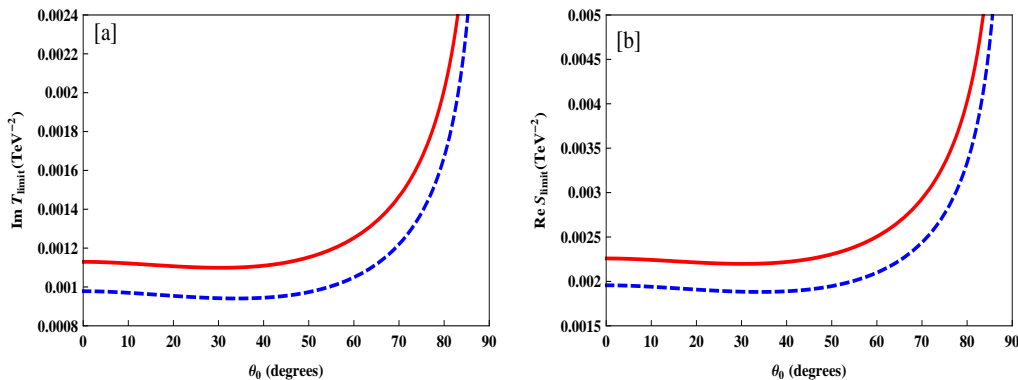 [a]
Im T_limit(TeV^−2)
0.0024
0.0022
0.002
0.0018
0.0016
0.0014
0.0012
0.001
0.0008
0 10 20 30 40 50 60 70 80 90
θ_0 (degrees)
[b]
Re S_limit(TeV^−2)
0.005
0.0045
0.004
0.0035
0.003
0.0025
0.002
0.0015
0 10 20 30 40 50 60 70 80 90
θ_0 (degrees)